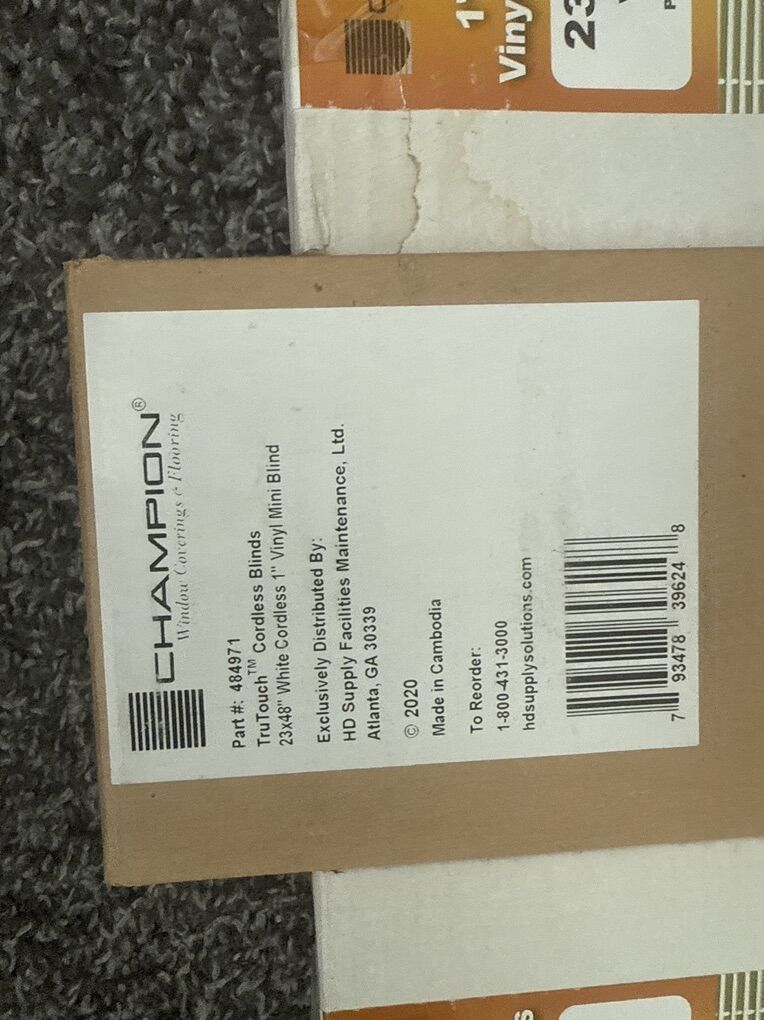 CHAMPION®
Window Coverings & Flooring
Part #: 484971
TruTouch™ Cordless Blinds
23x48" White Cordless 1" Vinyl Mini Blind
Exclusively Distributed By:
HD Supply Facilities Maintenance, Ltd.
Atlanta, GA 30339
© 2020
Made in Cambodia
To Reorder:
1-800-431-3000
hdsupplysolutions.com
7 93478 39624 8
1"
Viny
23